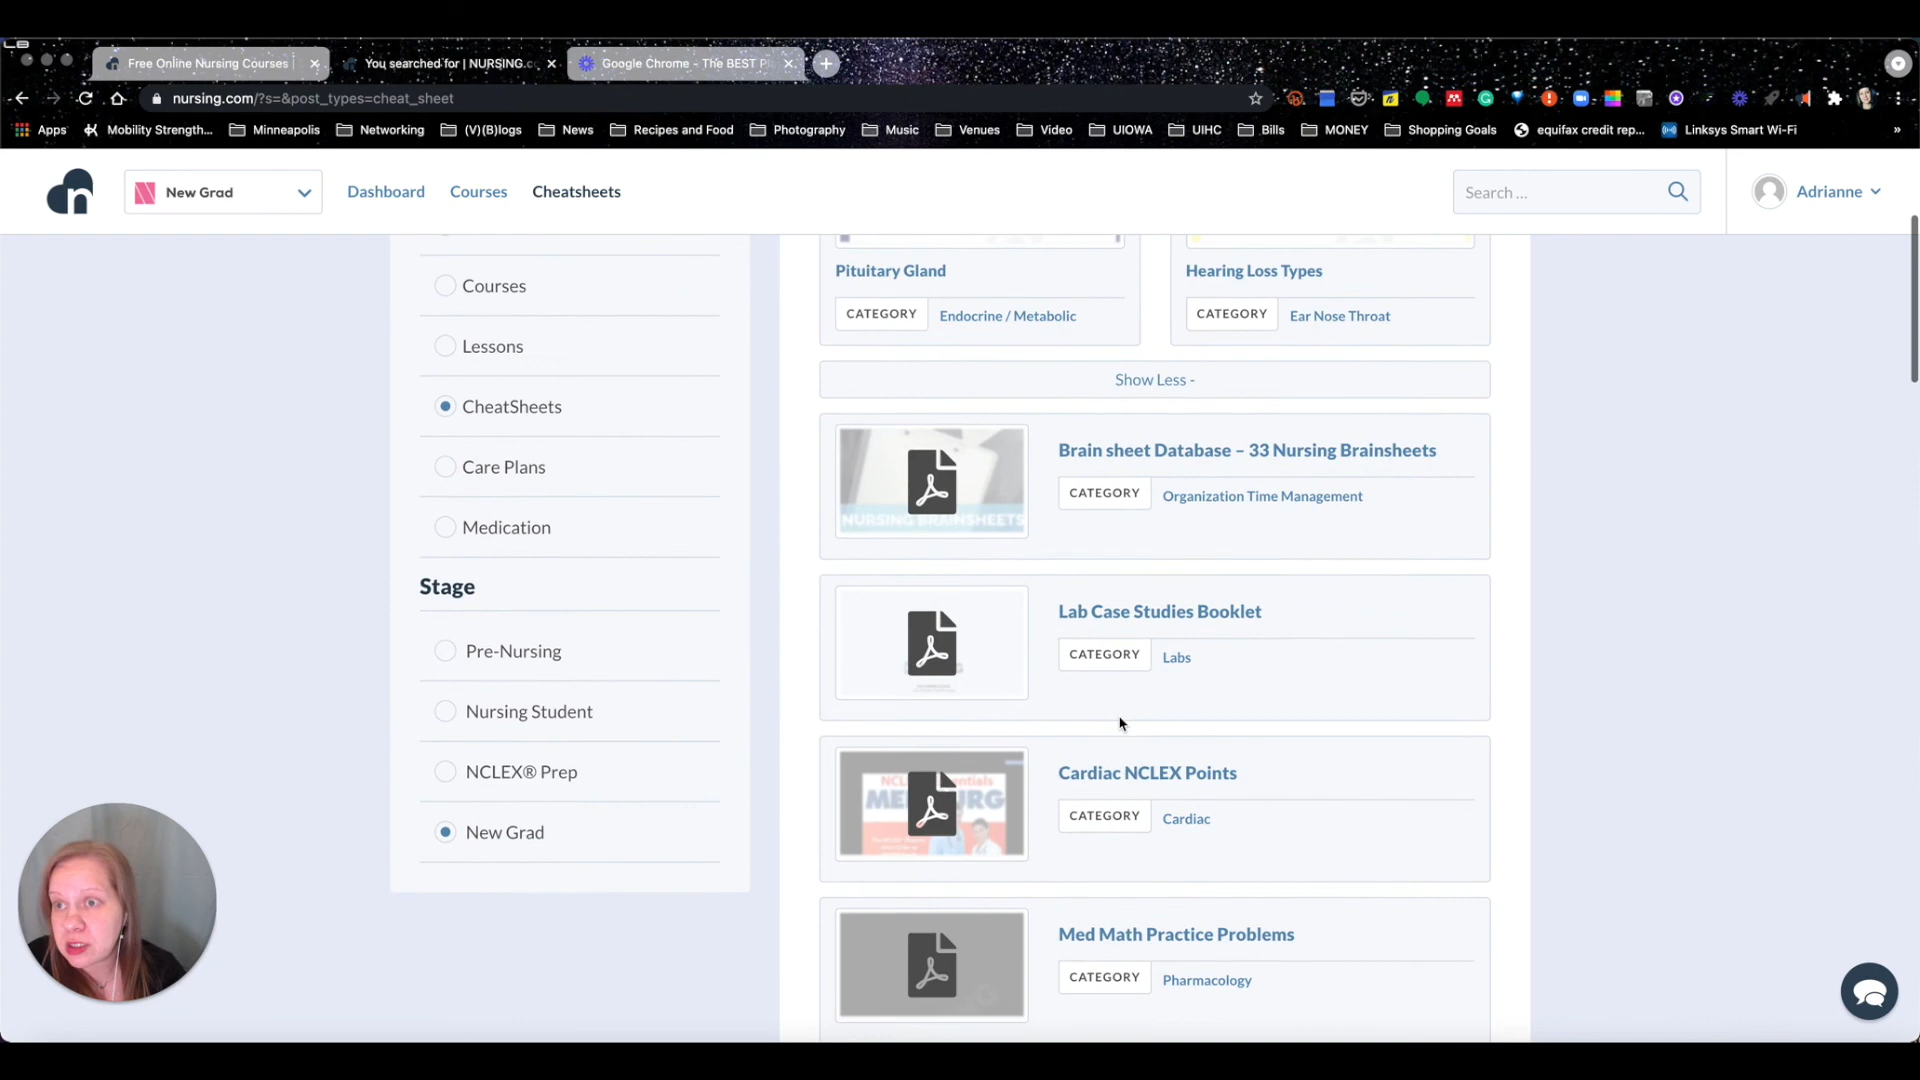 Free Online Nursing Courses
You searched for | NURSING.c
Google Chrome - The BEST Pl
nursing.com/?s=&post_types=cheat_sheet
Apps
Mobility Strength...
Minneapolis
Networking
(V)(B)logs
News
Recipes and Food
Photography
Music
Venues
Video
UIOWA
UIHC
Bills
MONEY
Shopping Goals
equifax credit rep...
Linksys Smart Wi-Fi
»
n
New Grad
Dashboard
Courses
Cheatsheets
Search ...
Adrianne
Courses
Lessons
CheatSheets
Care Plans
Medication
Stage
Pre-Nursing
Nursing Student
NCLEX® Prep
New Grad
Pituitary Gland
CATEGORY Endocrine / Metabolic
Hearing Loss Types
CATEGORY Ear Nose Throat
Show Less -
NURSING BRAINSHEETS
Brain sheet Database – 33 Nursing Brainsheets
CATEGORY Organization Time Management
Lab Case Studies Booklet
CATEGORY Labs
Cardiac NCLEX Points
CATEGORY Cardiac
Med Math Practice Problems
CATEGORY Pharmacology